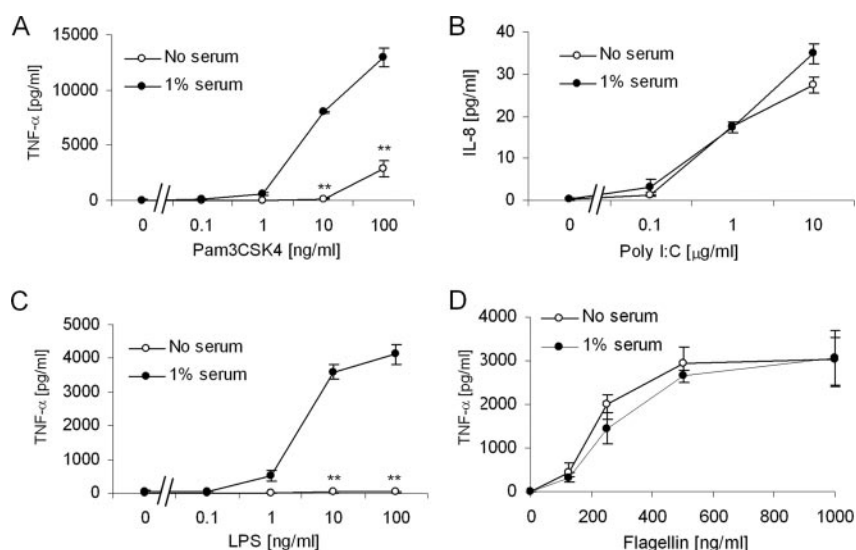 A
No serum
1% serum
TNF-α [pg/ml]
15000
10000
5000
0
**
**
0
0.1
1
10
100
Pam3CSK4 [ng/ml]
B
No serum
1% serum
IL-8 [pg/ml]
40
30
20
10
0
0
0.1
1
10
Poly I:C [μg/ml]
C
No serum
1% serum
TNF-α [pg/ml]
5000
4000
3000
2000
1000
0
**
**
0
0.1
1
10
100
LPS [ng/ml]
D
No serum
1% serum
TNF-α [pg/ml]
4000
3000
2000
1000
0
0
200
400
600
800
1000
Flagellin [ng/ml]